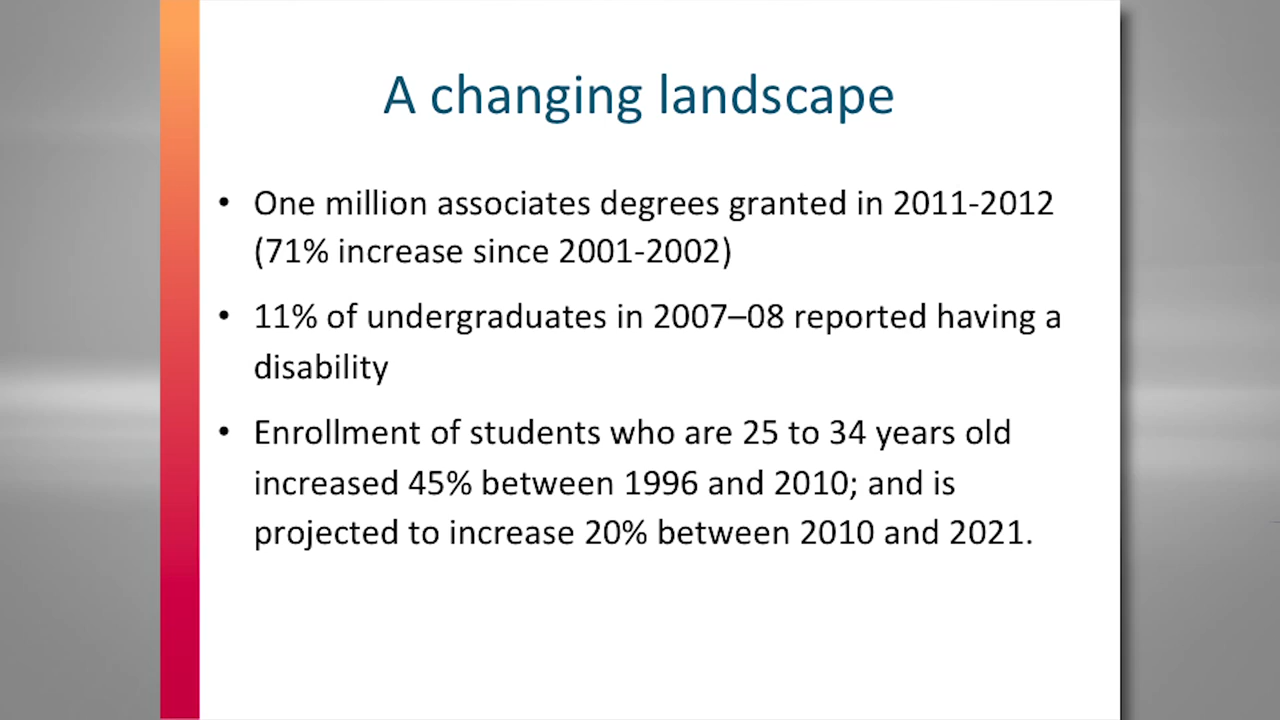 A changing landscape
• One million associates degrees granted in 2011-2012
(71% increase since 2001-2002)
• 11% of undergraduates in 2007–08 reported having a
disability
• Enrollment of students who are 25 to 34 years old
increased 45% between 1996 and 2010; and is
projected to increase 20% between 2010 and 2021.